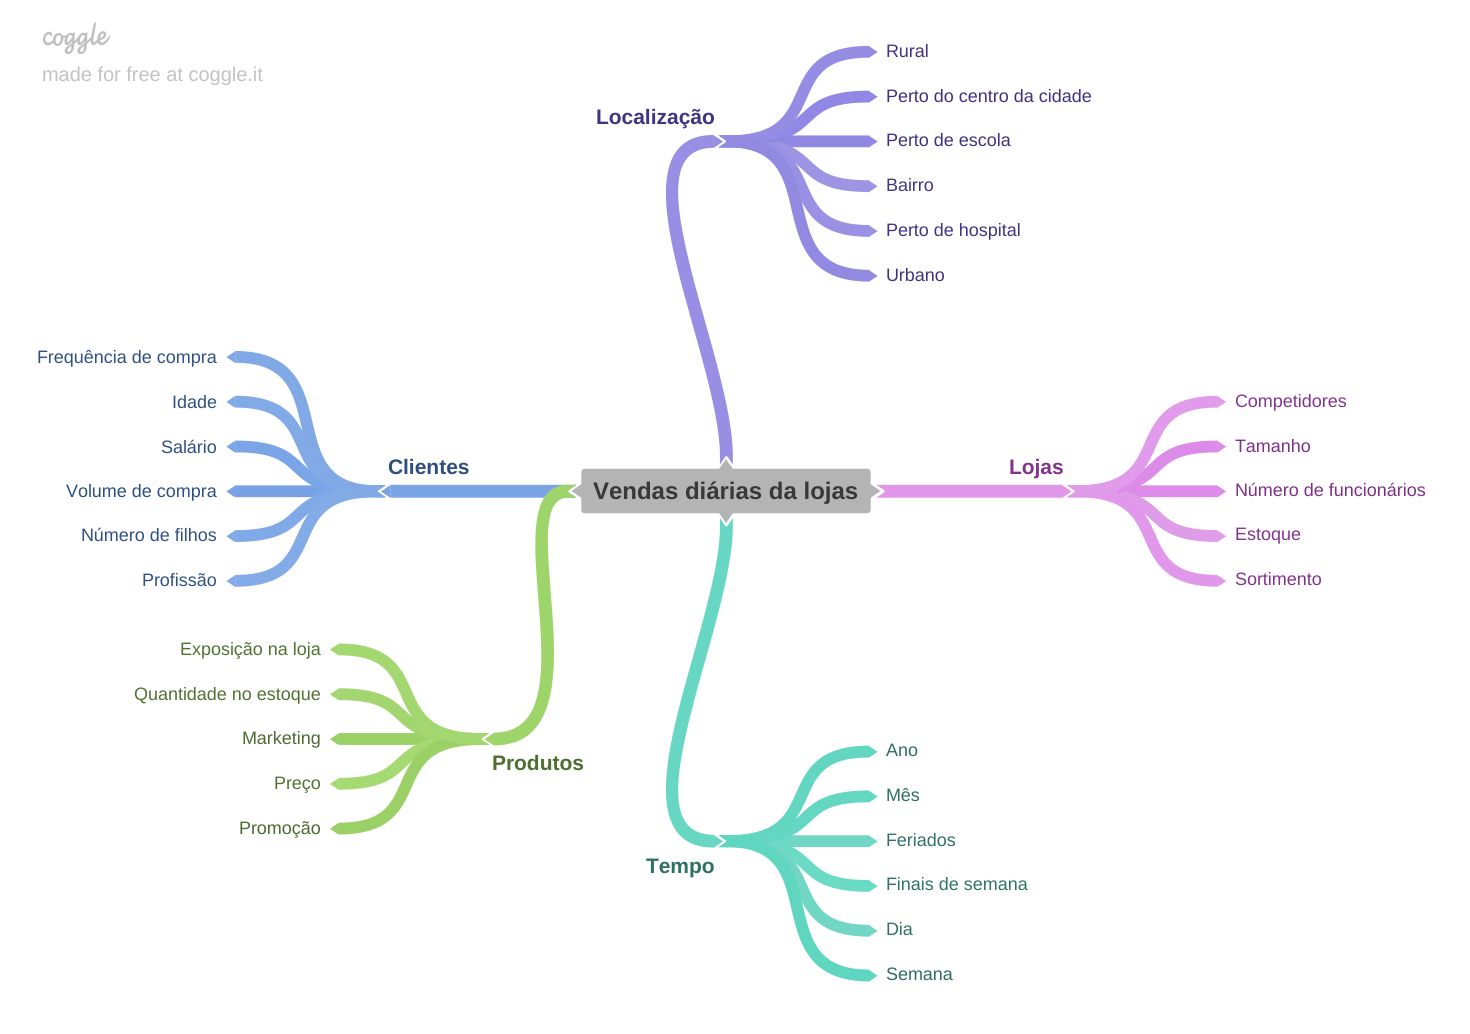 coggle
made for free at coggle.it
Localização
Rural
Perto do centro da cidade
Perto de escola
Bairro
Perto de hospital
Urbano
Clientes
Frequência de compra
Idade
Salário
Volume de compra
Número de filhos
Profissão
Vendas diárias da lojas
Lojas
Competidores
Tamanho
Número de funcionários
Estoque
Sortimento
Exposição na loja
Quantidade no estoque
Marketing
Preço
Promoção
Produtos
Tempo
Ano
Mês
Feriados
Finais de semana
Dia
Semana